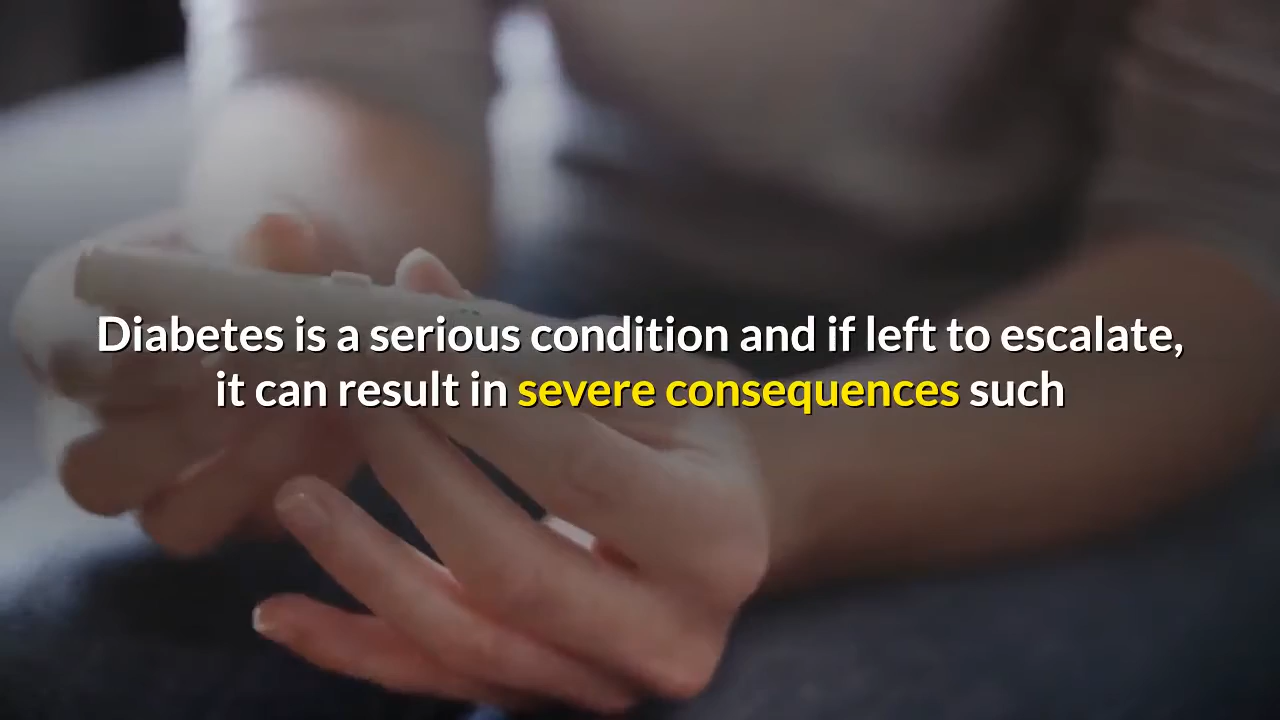 Diabetes is a serious condition and if left to escalate,
it can result in severe consequences such